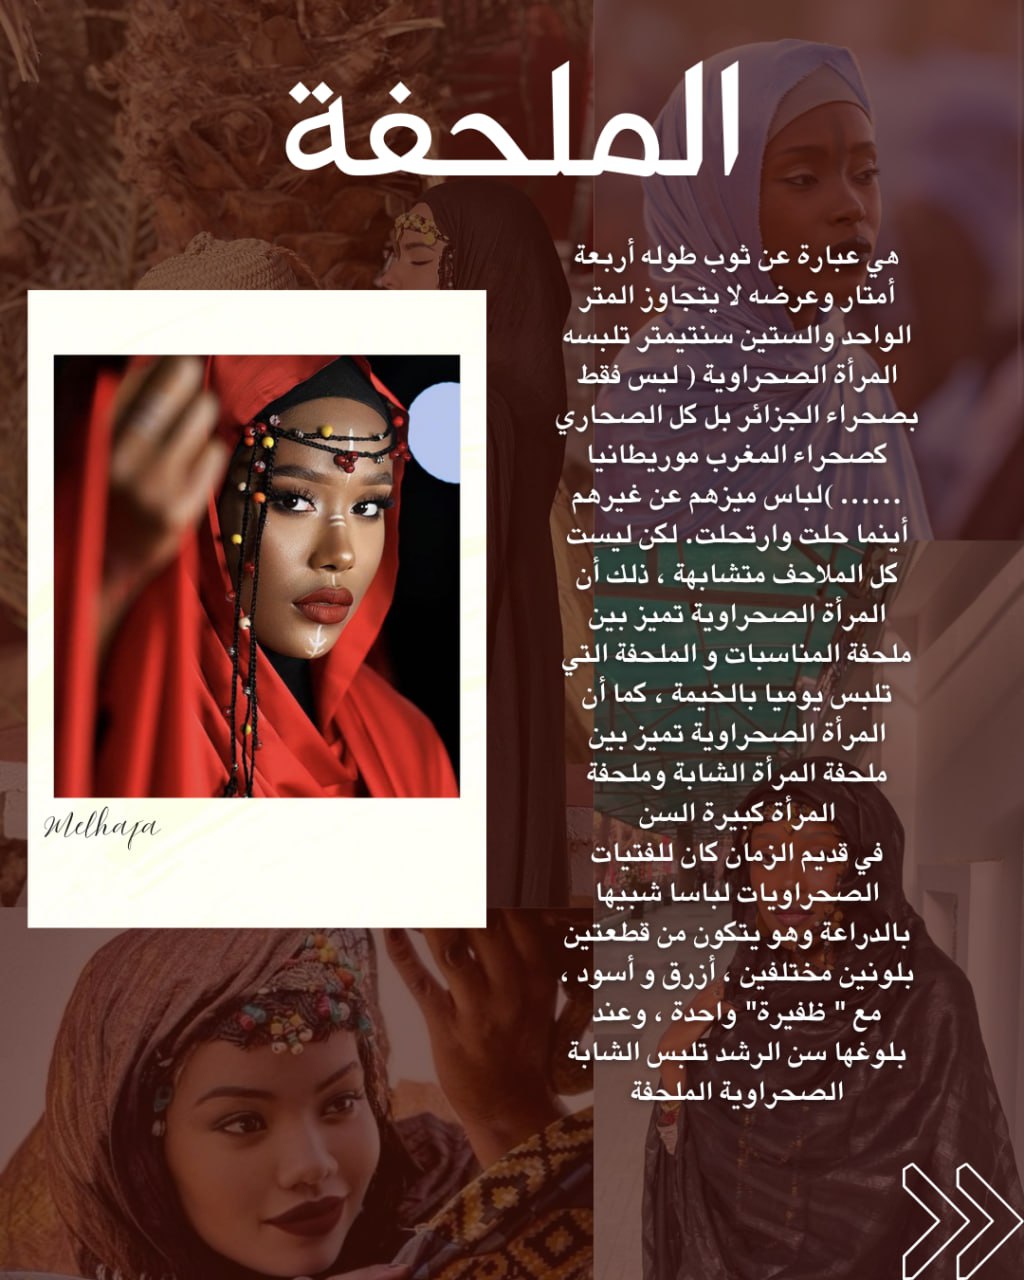 الملحفة
هي عبارة عن ثوب طوله أربعة
أمتار وعرضه لا يتجاوز المتر
الواحد والستين سنتيمتر تلبسه
المرأة الصحراوية ( ليس فقط
بصحراء الجزائر بل كل الصحاري
كصحراء المغرب موريطانيا
...... )لباس ميزهم عن غيرهم
أينما حلت وارتحلت. لكن ليست
كل الملاحف متشابهة ، ذلك أن
المرأة الصحراوية تميز بين
ملحفة المناسبات و الملحفة التي
تلبس يوميا بالخيمة ، كما أن
المرأة الصحراوية تميز بين
ملحفة المرأة الشابة وملحفة
المرأة كبيرة السن
في قديم الزمان كان للفتيات
الصحراويات لباسا شبيها
بالدراعة وهو يتكون من قطعتين
بلونين مختلفين ، أزرق و أسود ،
مع " ظفيرة" واحدة ، وعند
بلوغها سن الرشد تلبس الشابة
الصحراوية الملحفة
Melhafa